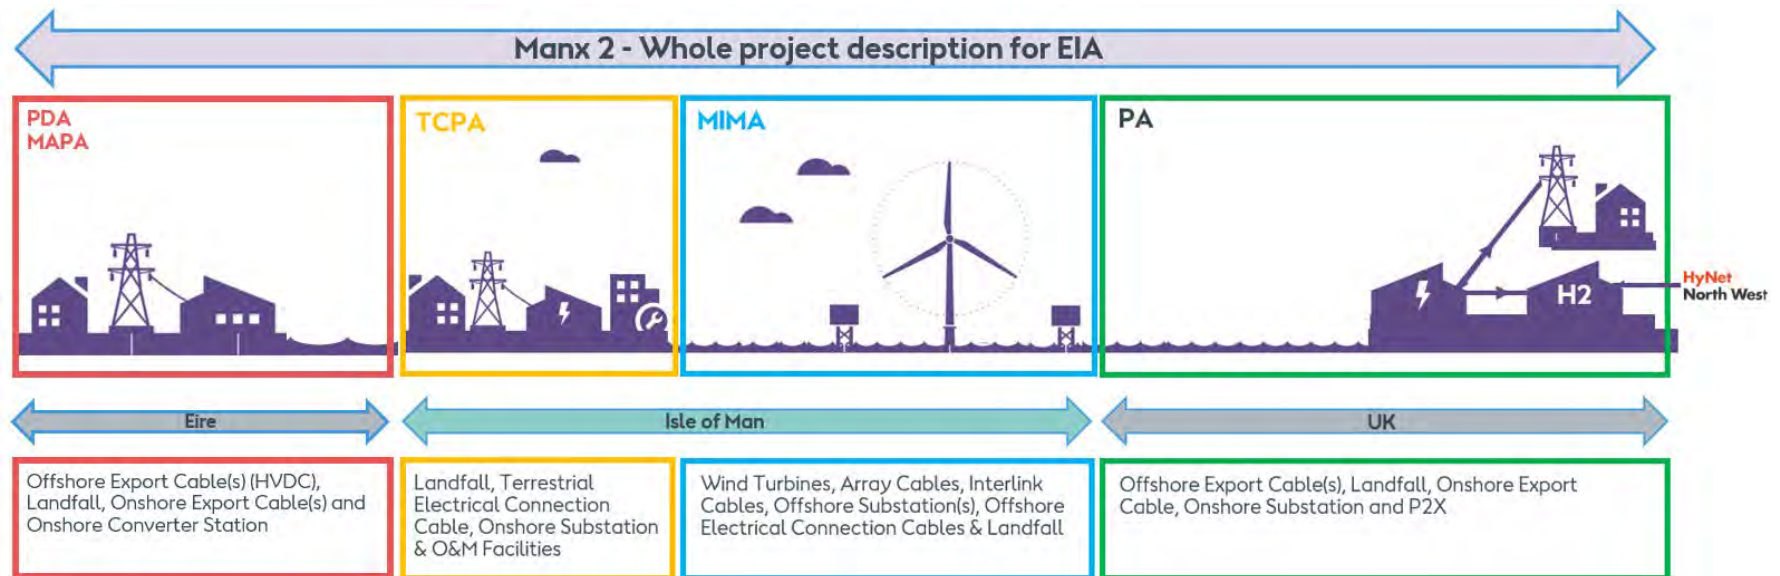 Manx 2 - Whole project description for EIA
PDA
MAPA
TCPA
MIMA
PA
H2
HyNet
North West
Eire
Isle of Man
UK
Offshore Export Cable(s) (HVDC),
Landfall, Onshore Export Cable(s) and
Onshore Converter Station
Landfall, Terrestrial
Electrical Connection
Cable, Onshore Substation
& O&M Facilities
Wind Turbines, Array Cables, Interlink
Cables, Offshore Substation(s), Offshore
Electrical Connection Cables & Landfall
Offshore Export Cable(s), Landfall, Onshore Export
Cable, Onshore Substation and P2X